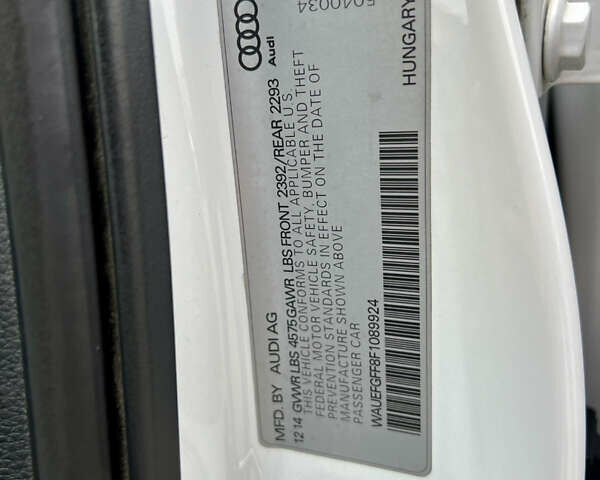 MFD. BY AUDI AG
12 14 GVWR LBS 4575 GAWR LBS FRONT 2392/REAR 2293
THIS VEHICLE CONFORMS TO ALL APPLICABLE U.S.
FEDERAL MOTOR VEHICLE SAFETY, BUMPER AND THEFT
PREVENTION STANDARDS IN EFFECT ON THE DATE OF
MANUFACTURE SHOWN ABOVE
PASSENGER CAR
WAUEFGFF8F1089924
Audi
5040034
HUNGARY